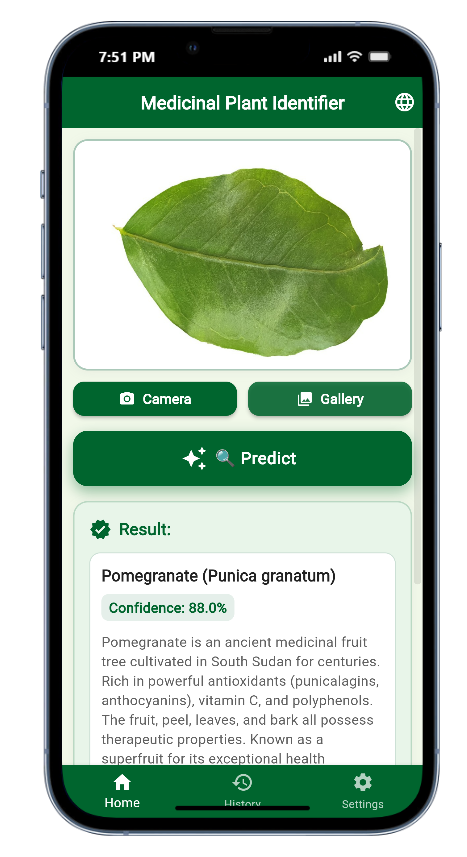 7:51 PM
Medicinal Plant Identifier
Camera
Gallery
🔍 Predict
Result:
Pomegranate (Punica granatum)
Confidence: 88.0%
Pomegranate is an ancient medicinal fruit
tree cultivated in South Sudan for centuries.
Rich in powerful antioxidants (punicalagins,
anthocyanins), vitamin C, and polyphenols.
The fruit, peel, leaves, and bark all possess
therapeutic properties. Known as a
superfruit for its exceptional health
Home
History
Settings